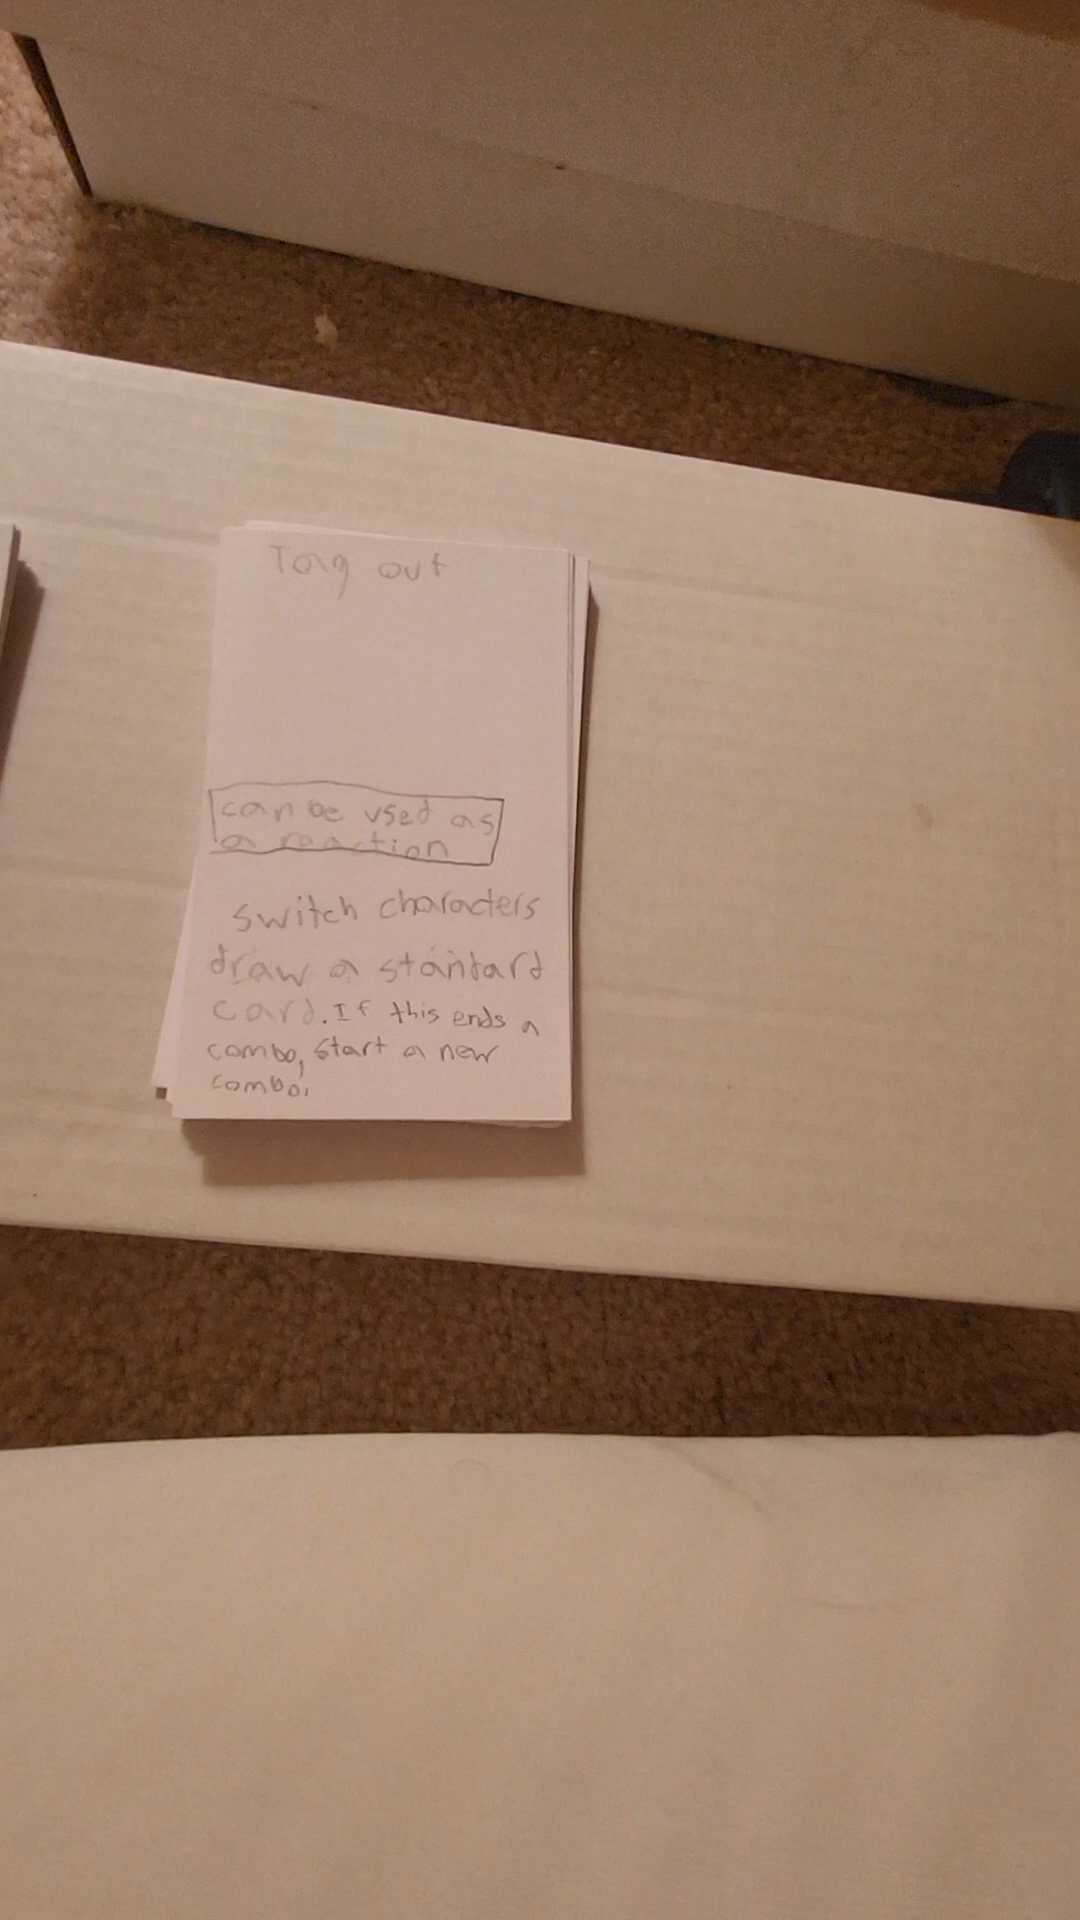 Tag out
can be used as
a reaction
switch characters
draw a standard
card. If this ends a
combo, start a new
combo.